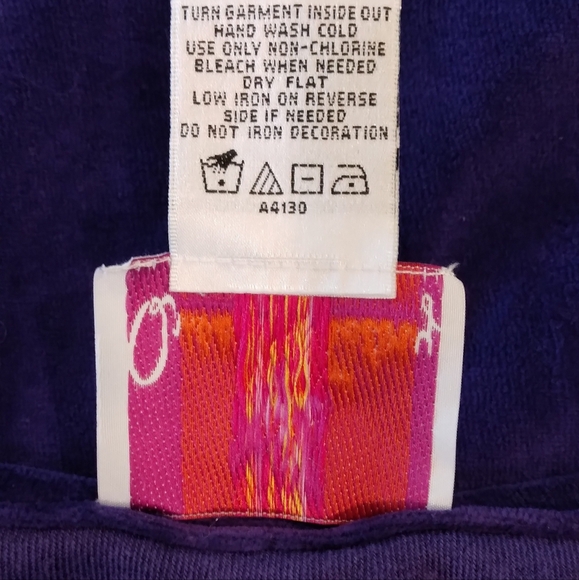 TURN GARMENT INSIDE OUT
HAND WASH COLD
USE ONLY NON-CHLORINE
BLEACH WHEN NEEDED
DRY FLAT
LOW IRON ON REVERSE
SIDE IF NEEDED
DO NOT IRON DECORATION
A4130